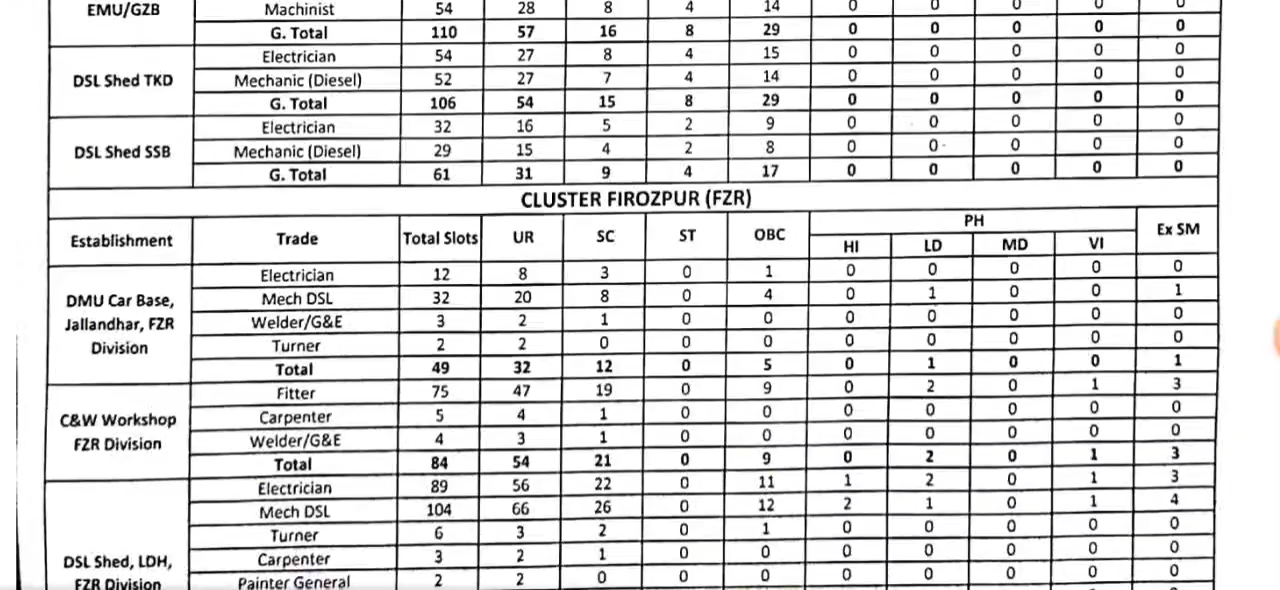 EMU/GZB Machinist 54 28 8 4 14 0 0 0 0 0
G. Total 110 57 16 8 29 0 0 0 0 0
Electrician 54 27 8 4 15 0 0 0 0 0
DSL Shed TKD Mechanic (Diesel) 52 27 7 4 14 0 0 0 0 0
G. Total 106 54 15 8 29 0 0 0 0 0
Electrician 32 16 5 2 9 0 0 0 0 0
DSL Shed SSB Mechanic (Diesel) 29 15 4 2 8 0 0 0 0 0
G. Total 61 31 9 4 17 0 0 0 0 0
CLUSTER FIROZPUR (FZR)
Establishment Trade Total Slots UR SC ST OBC PH Ex SM
HI LD MD VI
Electrician 12 8 3 0 1 0 0 0 0 0
DMU Car Base, Mech DSL 32 20 8 0 4 0 1 0 0 1
Jallandhar, FZR Welder/G&E 3 2 1 0 0 0 0 0 0 0
Division Turner 2 2 0 0 0 0 0 0 0 0
Total 49 32 12 0 5 0 1 0 0 1
Fitter 75 47 19 0 9 0 2 0 1 3
C&W Workshop Carpenter 5 4 1 0 0 0 0 0 0 0
FZR Division Welder/G&E 4 3 1 0 0 0 0 0 0 0
Total 84 54 21 0 9 0 2 0 1 3
Electrician 89 56 22 0 11 1 2 0 1 3
Mech DSL 104 66 26 0 12 2 1 0 1 4
Turner 6 3 2 0 1 0 0 0 0 0
DSL Shed, LDH, Carpenter 3 2 1 0 0 0 0 0 0 0
FZR Division Painter General 2 2 0 0 0 0 0 0 0 0